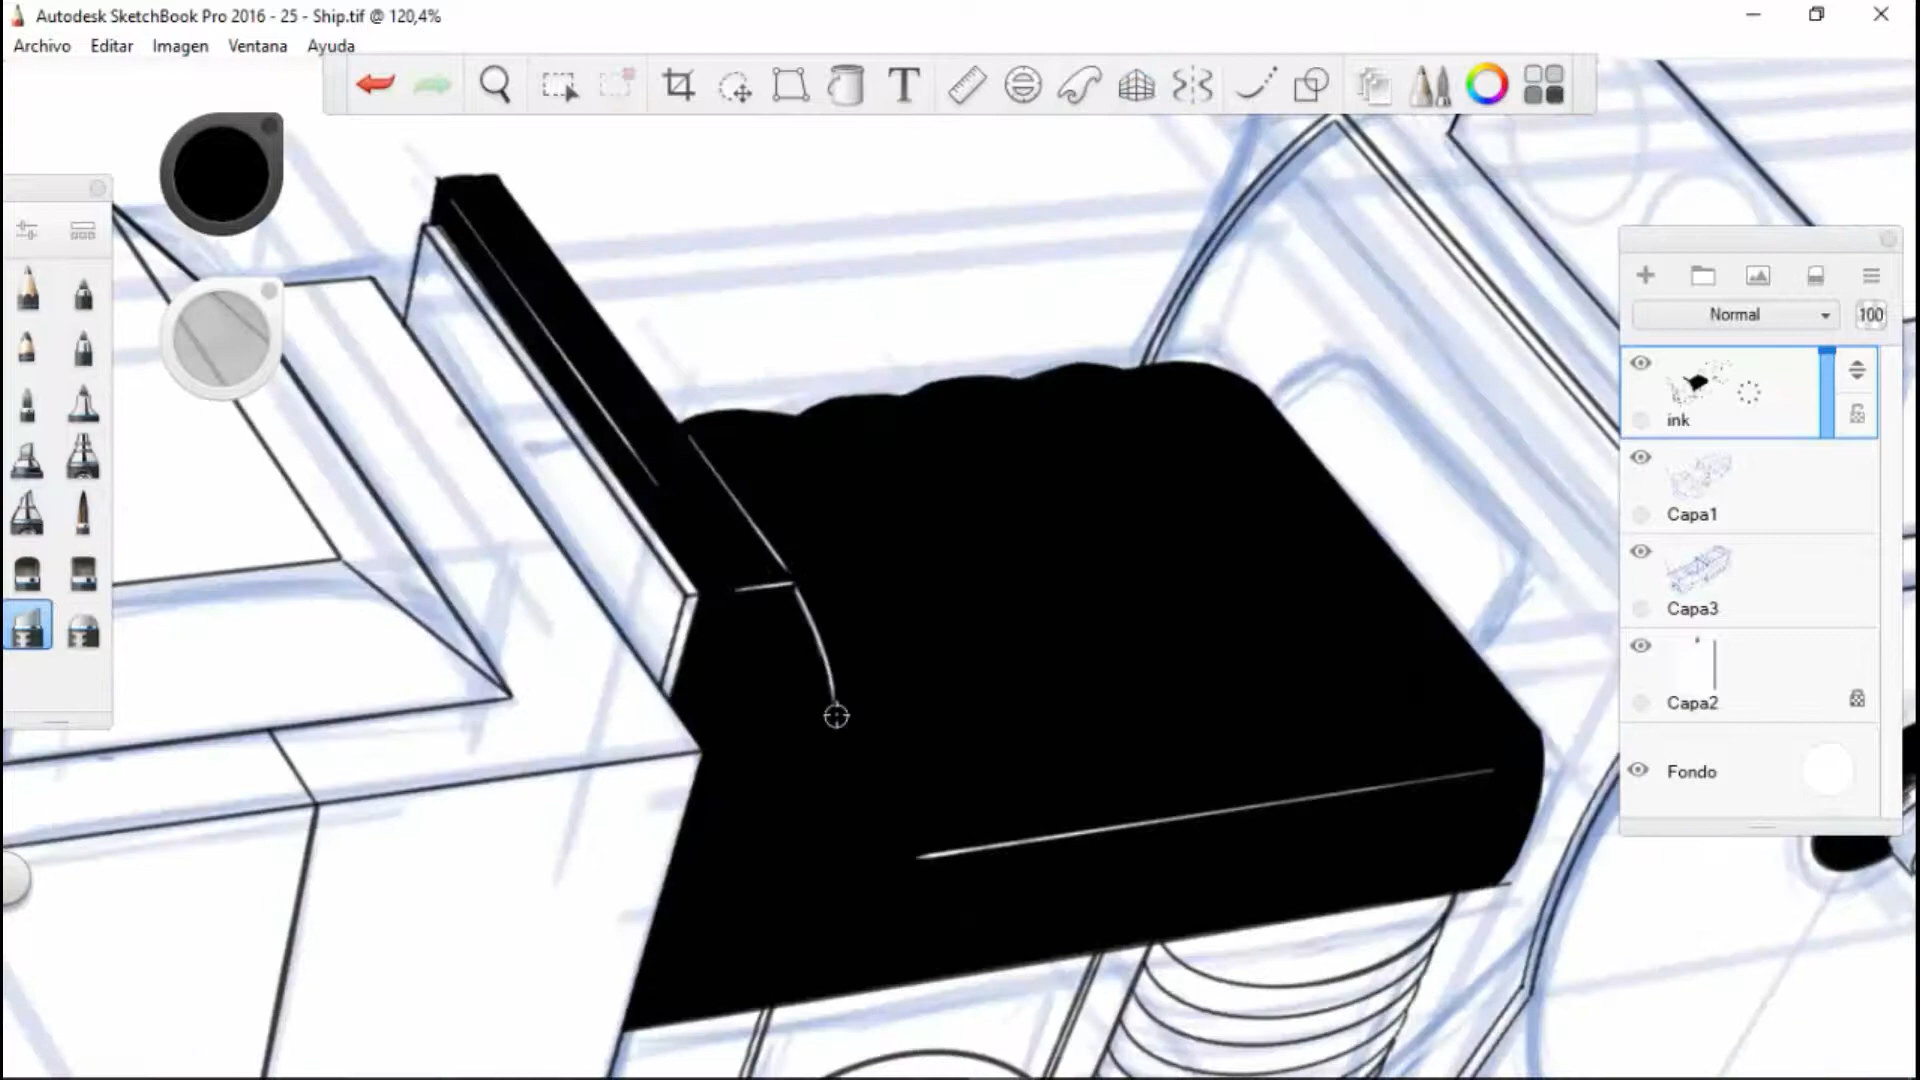 Autodesk SketchBook Pro 2016 - 25 - Ship.tif @ 120,4%
Archivo Editar Imagen Ventana Ayuda
T
Normal 100
ink
Capa1
Capa3
Capa2
Fondo